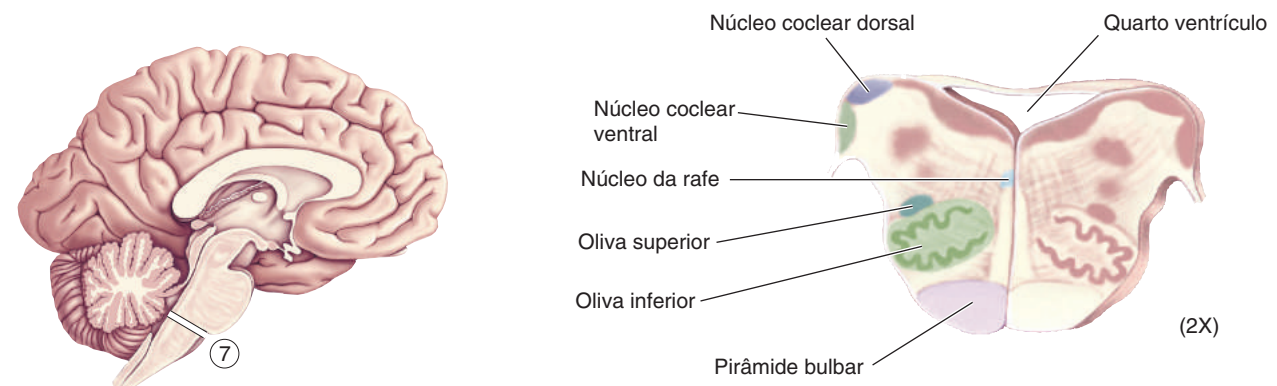 Núcleo coclear dorsal
Quarto ventrículo
Núcleo coclear
ventral
Núcleo da rafe
Oliva superior
Oliva inferior
(2X)
7
Pirâmide bulbar